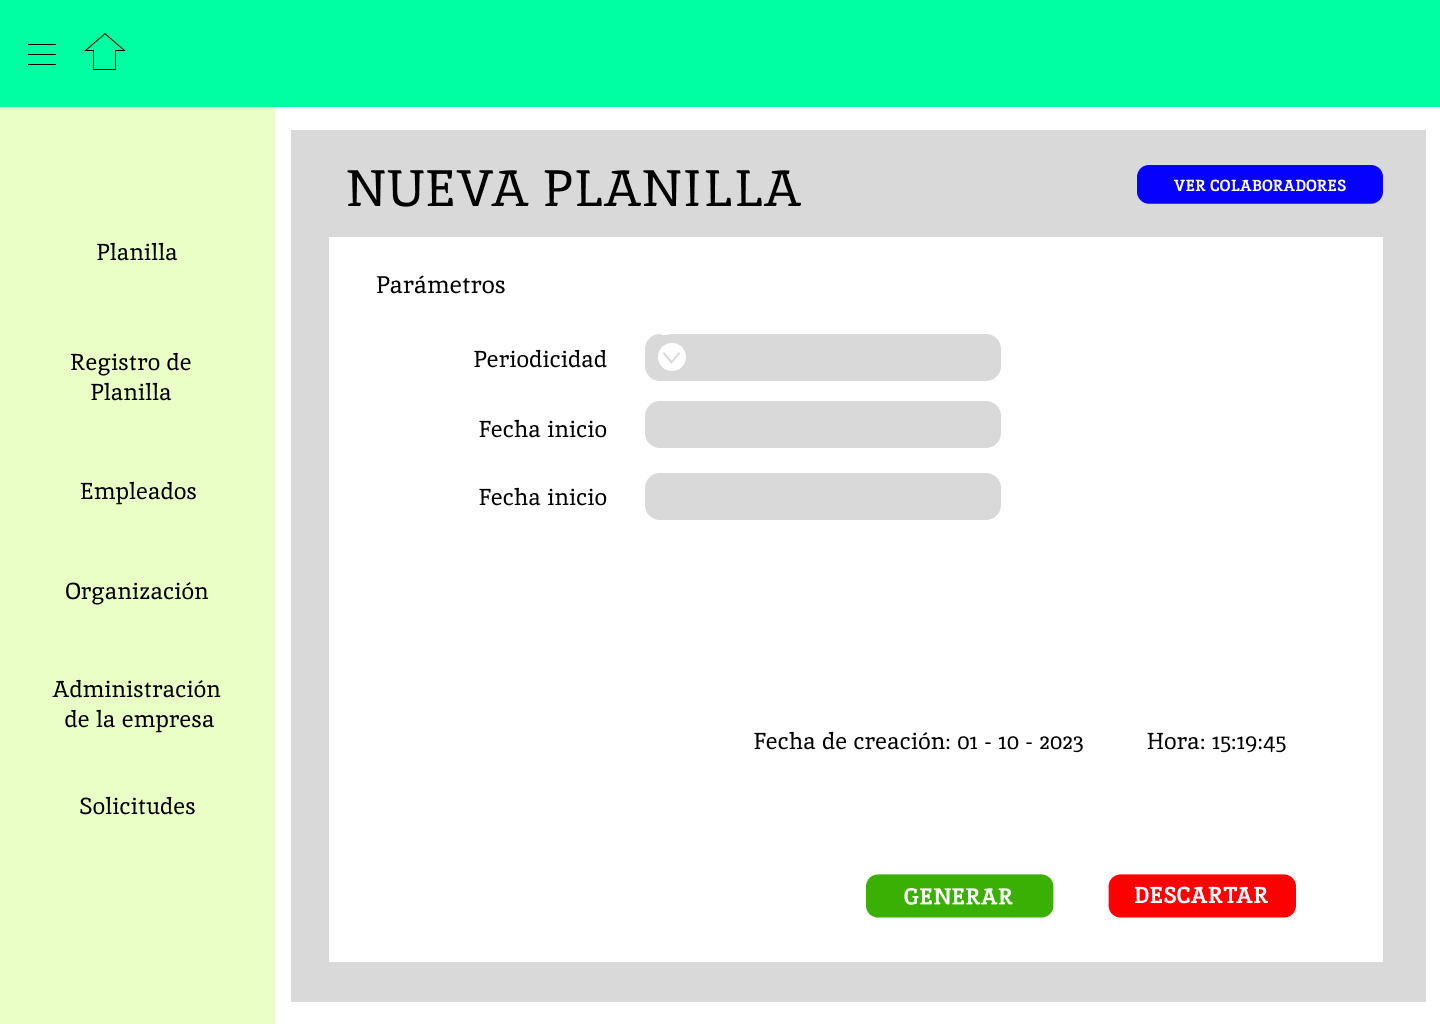 NUEVA PLANILLA
VER COLABORADORES
Planilla
Registro de
Planilla
Empleados
Organización
Administración
de la empresa
Solicitudes
Parámetros
Periodicidad
Fecha inicio
Fecha inicio
Fecha de creación: 01 - 10 - 2023
Hora: 15:19:45
GENERAR
DESCARTAR